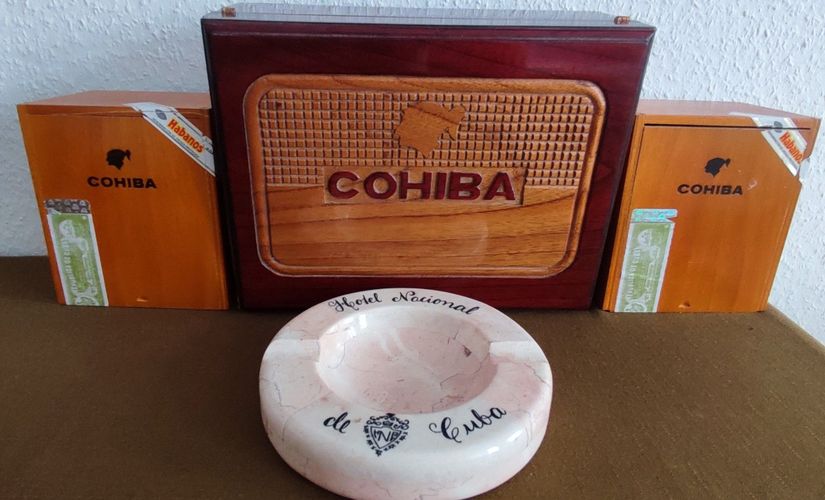 Habanos
COHIBA
COHIBA
Habanos
COHIBA
Hotel Nacional
de Cuba